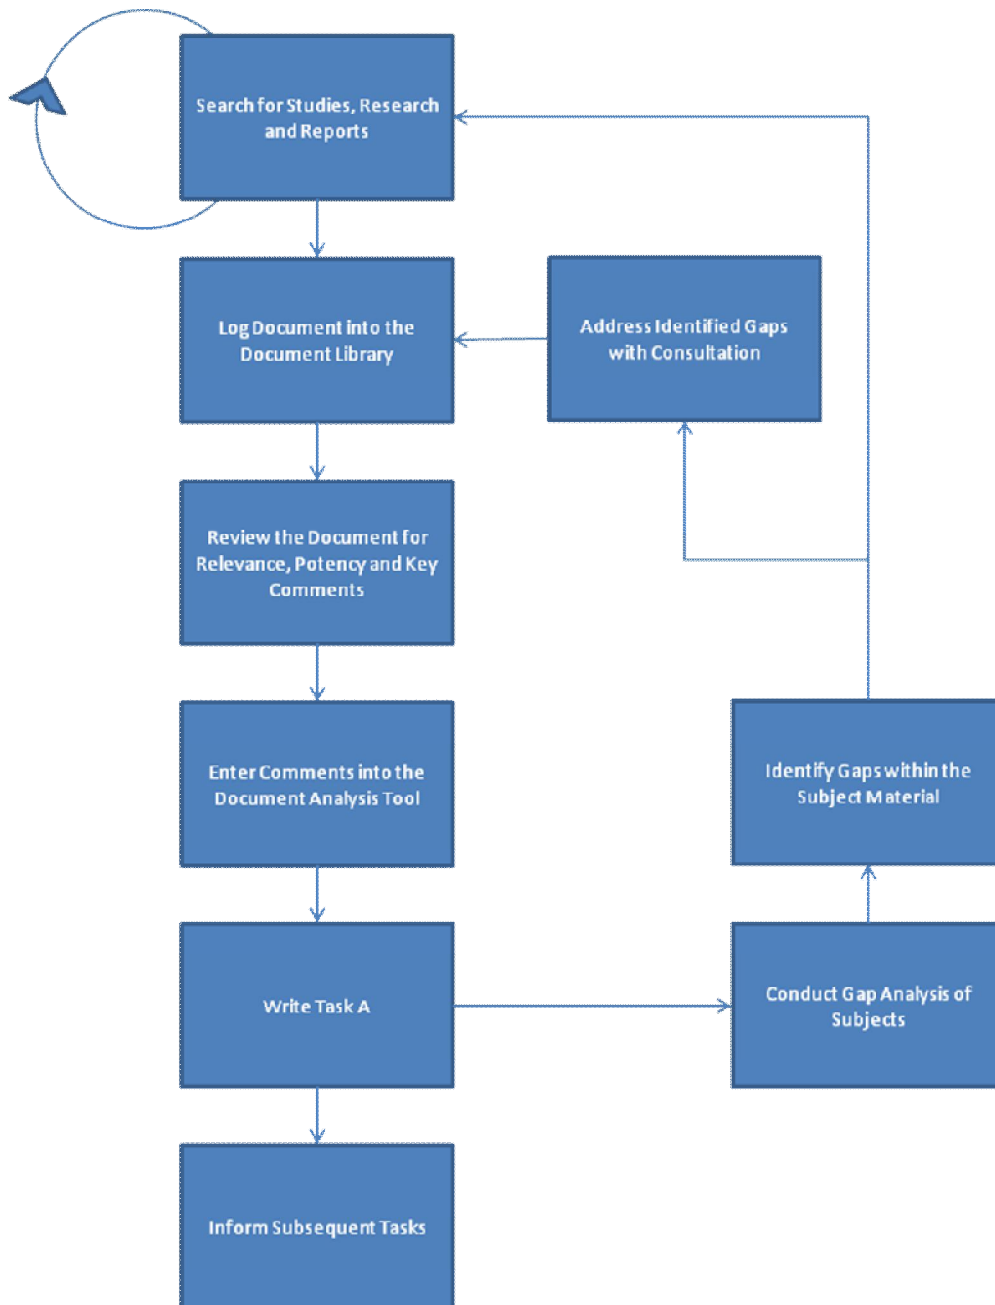 Search for Studies, Research
and Reports
Log Document into the
Document Library
Address Identified Gaps
with Consultation
Review the Document for
Relevance, Potency and Key
Comments
Enter Comments into the
Document Analysis Tool
Identify Gaps within the
Subject Material
Write Task A
Conduct Gap Analysis of
Subjects
Inform Subsequent Tasks